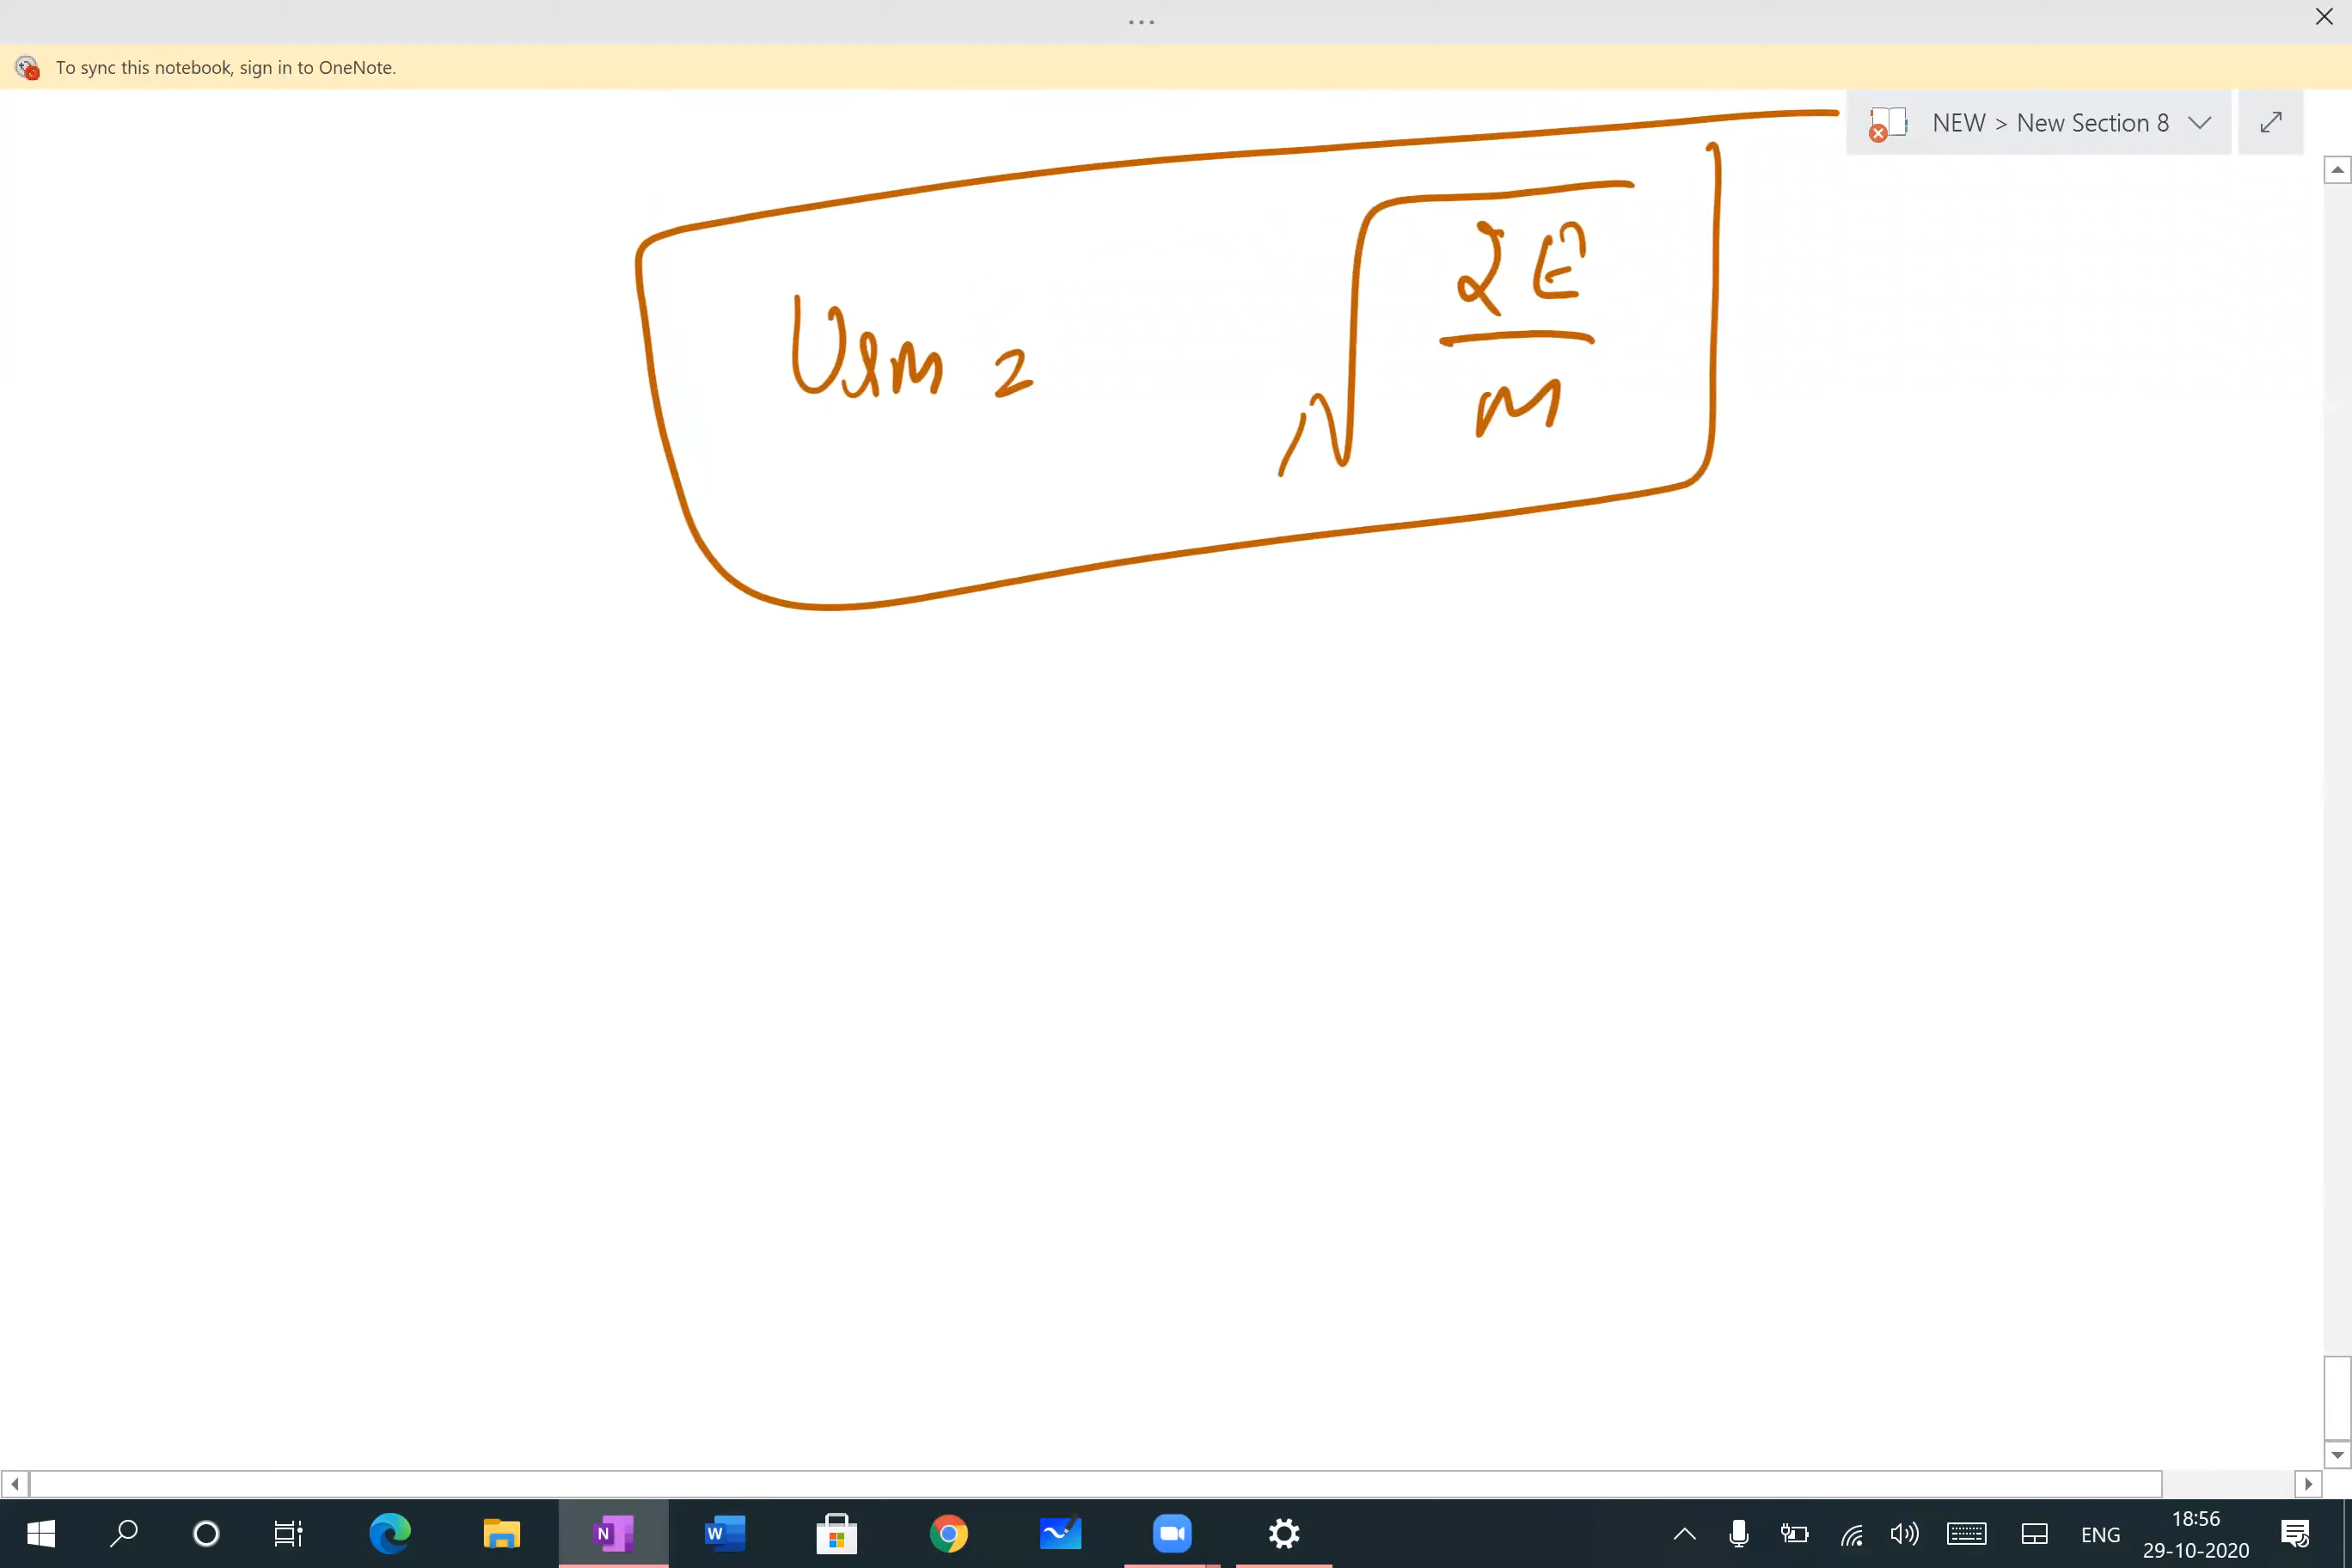 To sync this notebook, sign in to OneNote.
NEW > New Section 8
Urms = √(2E/m)
ENG
18:56
29-10-2020